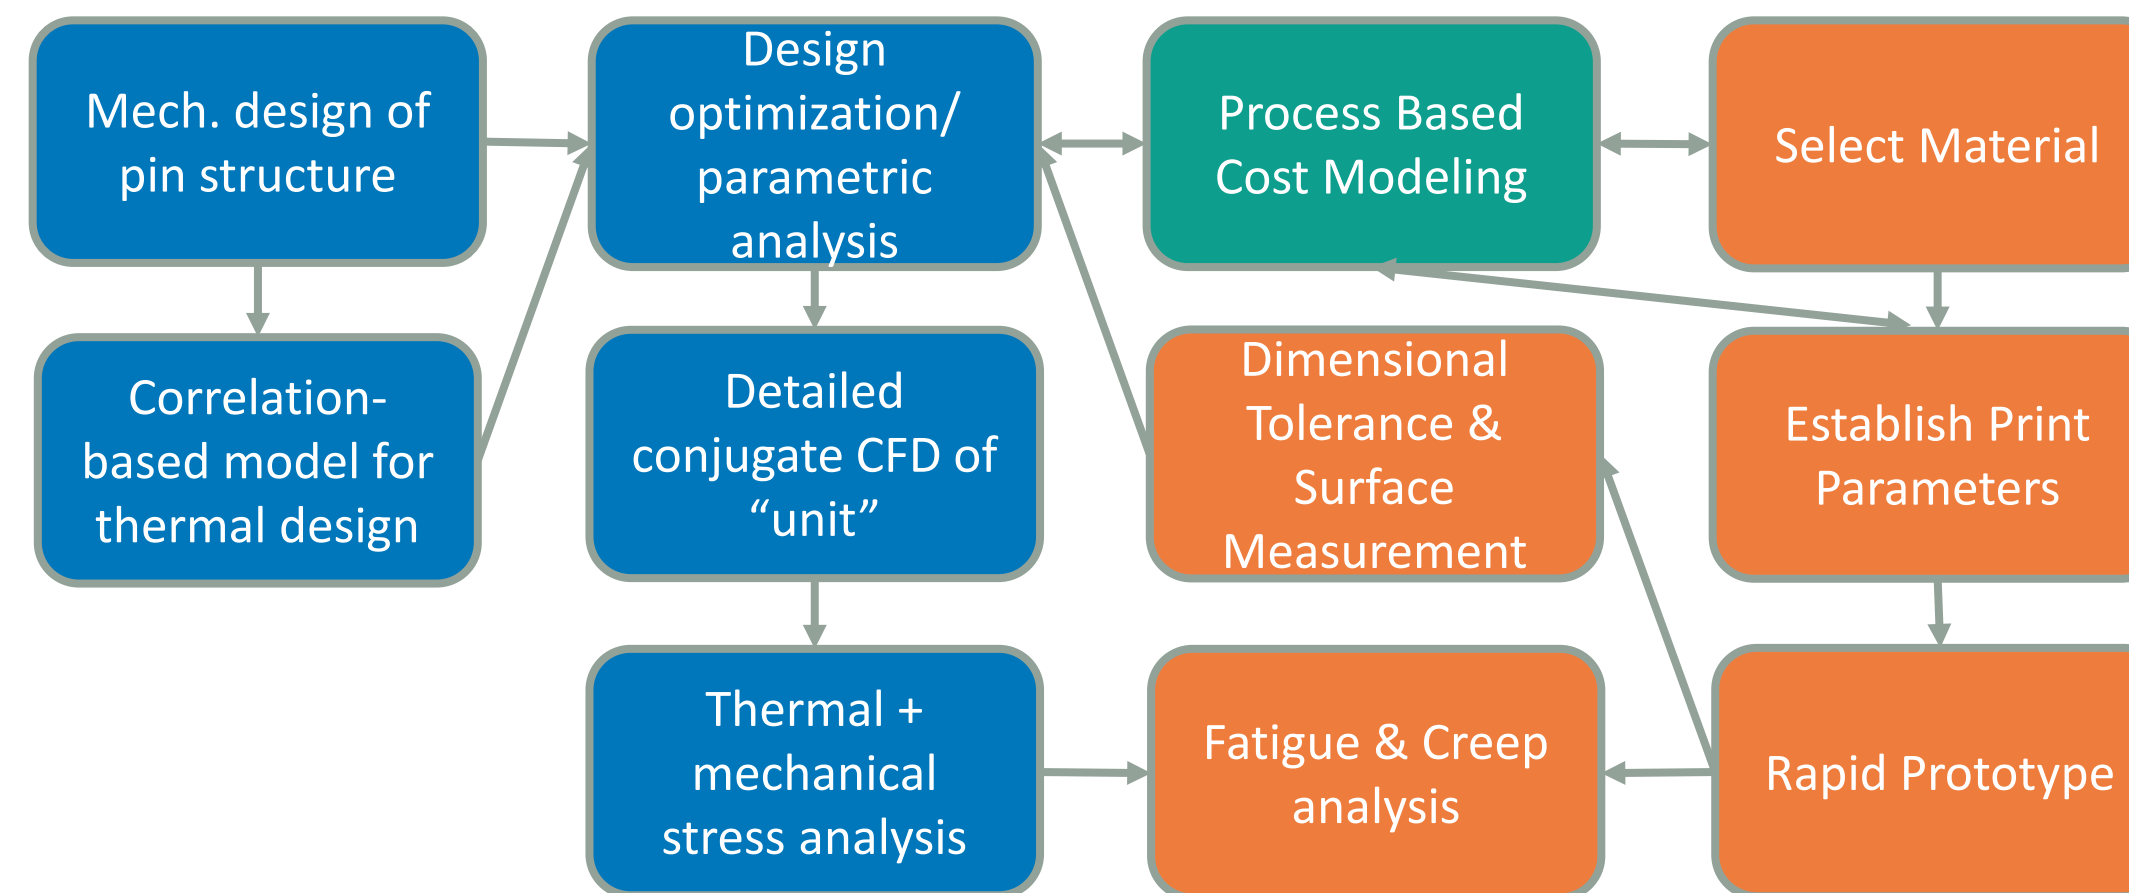 Mech. design of
pin structure
Design
optimization/
parametric
analysis
Process Based
Cost Modeling
Select Material
Correlation-
based model for
thermal design
Detailed
conjugate CFD of
“unit”
Dimensional
Tolerance &
Surface
Measurement
Establish Print
Parameters
Thermal +
mechanical
stress analysis
Fatigue & Creep
analysis
Rapid Prototype